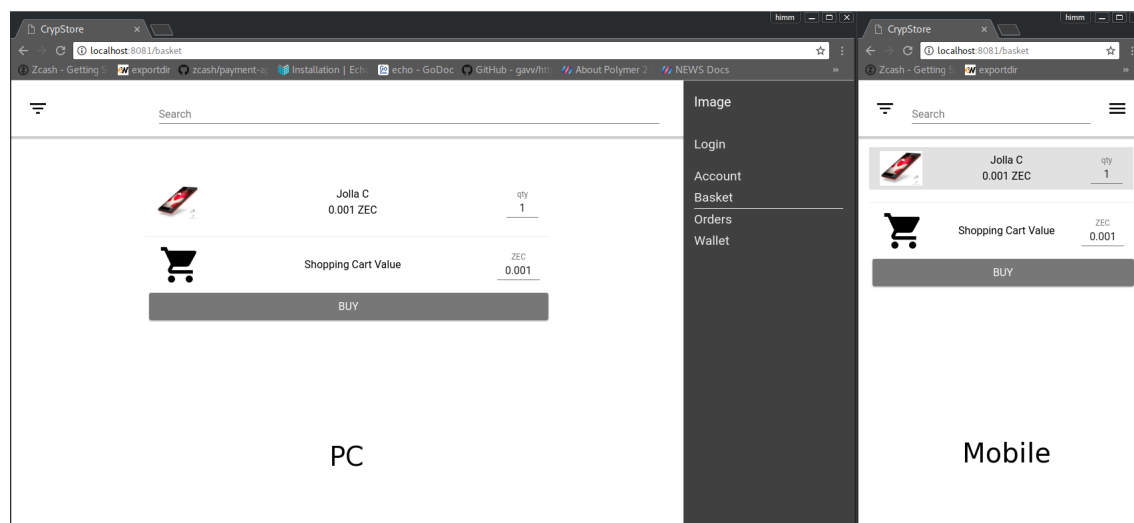 himm
CrypStore
localhost:8081/basket
Zcash - Getting S
exportdir
zcash/payment-a
Installation | Ech
echo - GoDoc
GitHub - gavv/htt
About Polymer 2
NEWS Docs
»
Search
Jolla C
0.001 ZEC
qty
1
Shopping Cart Value
ZEC
0.001
BUY
PC
Image
Login
Account
Basket
Orders
Wallet
himm
CrypStore
localhost:8081/basket
Zcash - Getting S
exportdir
»
Search
Jolla C
0.001 ZEC
qty
1
Shopping Cart Value
ZEC
0.001
BUY
Mobile